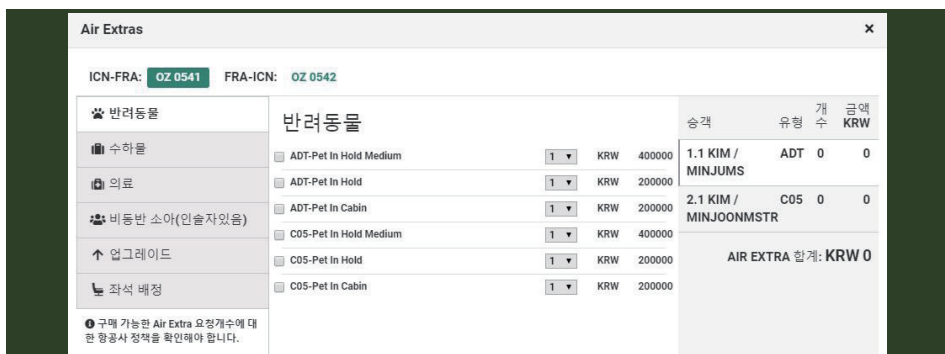 Air Extras ×
ICN-FRA: OZ 0541 FRA-ICN: OZ 0542
반려동물
수하물
의료
비동반 소아(인솔자있음)
업그레이드
좌석 배정
구매 가능한 Air Extra 요청개수에 대
한 항공사 정책을 확인해야 합니다.
반려동물
ADT-Pet In Hold Medium 1 ▼ KRW 400000
ADT-Pet In Hold 1 ▼ KRW 200000
ADT-Pet In Cabin 1 ▼ KRW 200000
C05-Pet In Hold Medium 1 ▼ KRW 400000
C05-Pet In Hold 1 ▼ KRW 200000
C05-Pet In Cabin 1 ▼ KRW 200000
승객 유형 개수 금액 KRW
1.1 KIM / ADT 0 0
MINJUMS
2.1 KIM / C05 0 0
MINJOONMSTR
AIR EXTRA 합계: KRW 0